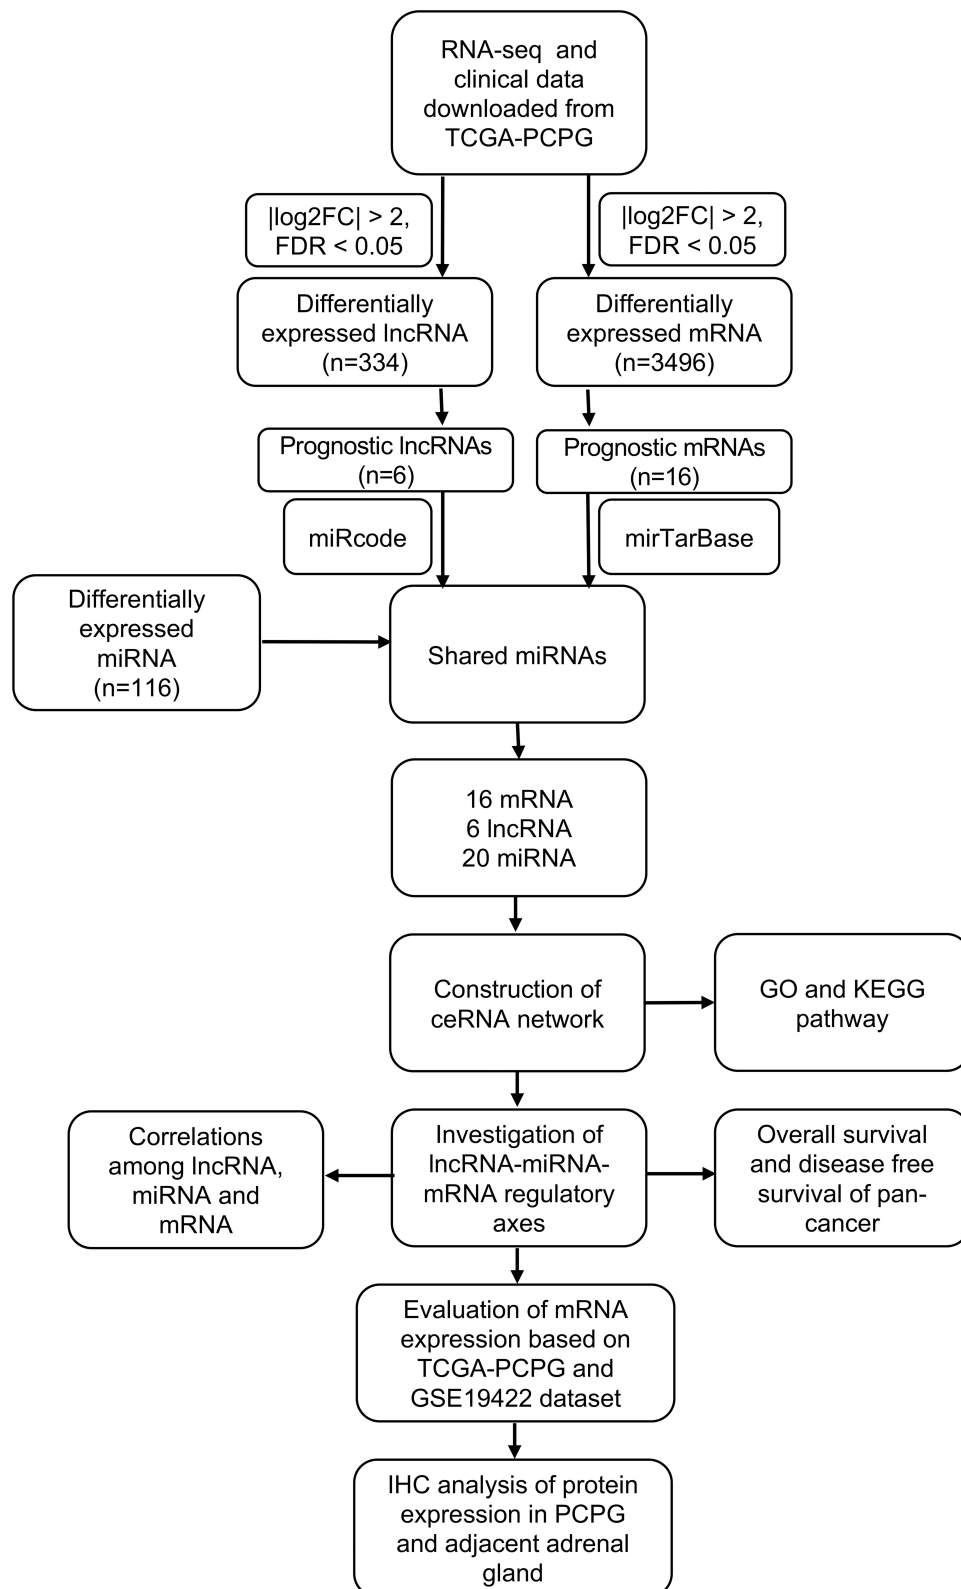 RNA-seq and
clinical data
downloaded from
TCGA-PCPG
|log2FC| > 2,
FDR < 0.05
|log2FC| > 2,
FDR < 0.05
Differentially
expressed lncRNA
(n=334)
Differentially
expressed mRNA
(n=3496)
Prognostic lncRNAs
(n=6)
Prognostic mRNAs
(n=16)
miRcode
mirTarBase
Differentially
expressed
miRNA
(n=116)
Shared miRNAs
16 mRNA
6 lncRNA
20 miRNA
Construction of
ceRNA network
GO and KEGG
pathway
Correlations
among lncRNA,
miRNA and
mRNA
Investigation of
lncRNA-miRNA-
mRNA regulatory
axes
Overall survival
and disease free
survival of pan-
cancer
Evaluation of mRNA
expression based on
TCGA-PCPG and
GSE19422 dataset
IHC analysis of protein
expression in PCPG
and adjacent adrenal
gland